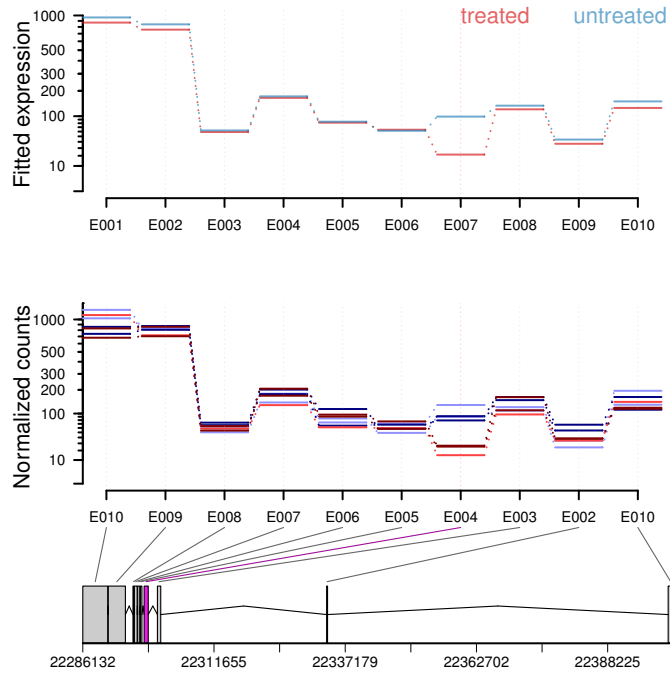 treated untreated
Fitted expression
1000
500
300
200
100
10
E001 E002 E003 E004 E005 E006 E007 E008 E009 E010
Normalized counts
1000
500
300
200
100
10
E010 E009 E008 E007 E006 E005 E004 E003 E002 E010
22286132 22311655 22337179 22362702 22388225